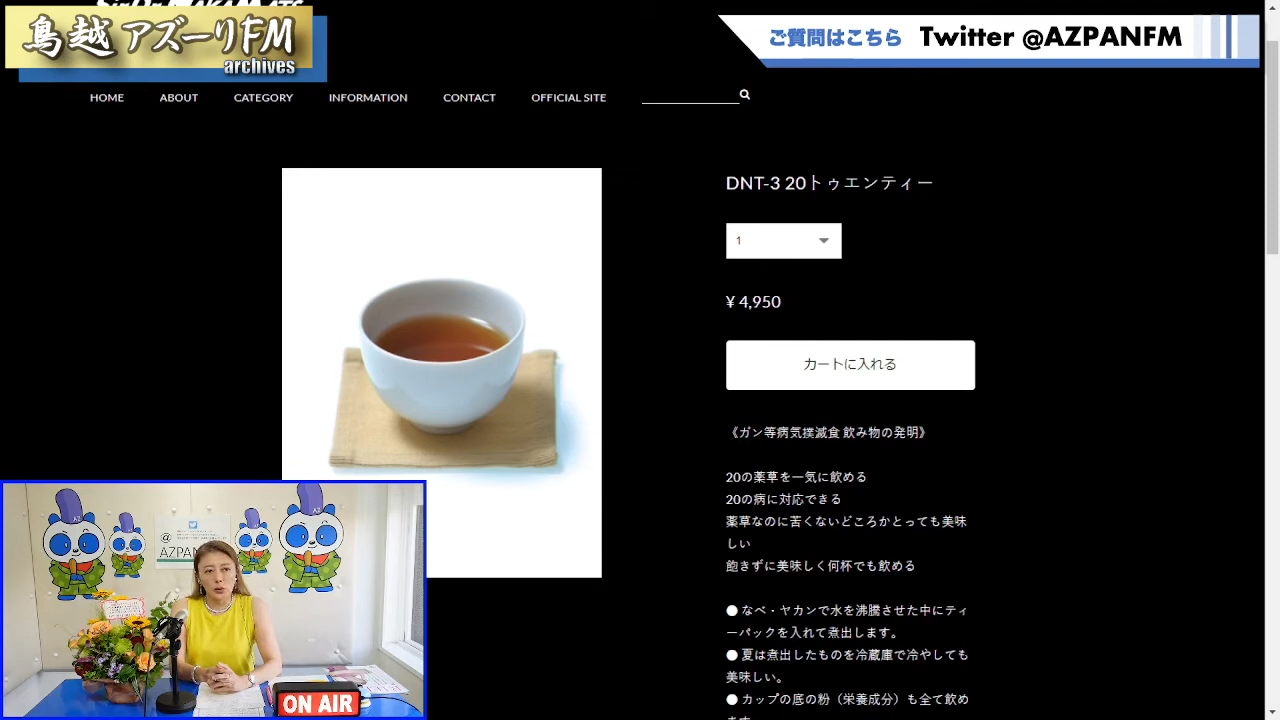 鳥越アズーリFM
archives
ご質問はこちら Twitter @AZPANFM
HOME ABOUT CATEGORY INFORMATION CONTACT OFFICIAL SITE
DNT-3 20トゥエンティー
1
¥ 4,950
カートに入れる
《ガン等病気撲滅食 飲み物の発明》
20の薬草を一気に飲める
20の病に対応できる
薬草なのに苦くないどころかとっても美味
しい
飽きずに美味しく何杯でも飲める
● なべ・ヤカンで水を沸騰させた中にティ
ーパックを入れて煮出します。
● 夏は煮出したものを冷蔵庫で冷やしても
美味しい。
● カップの底の粉（栄養成分）も全て飲め
ます
AZ
AZ
@
AZPAN
ON AIR